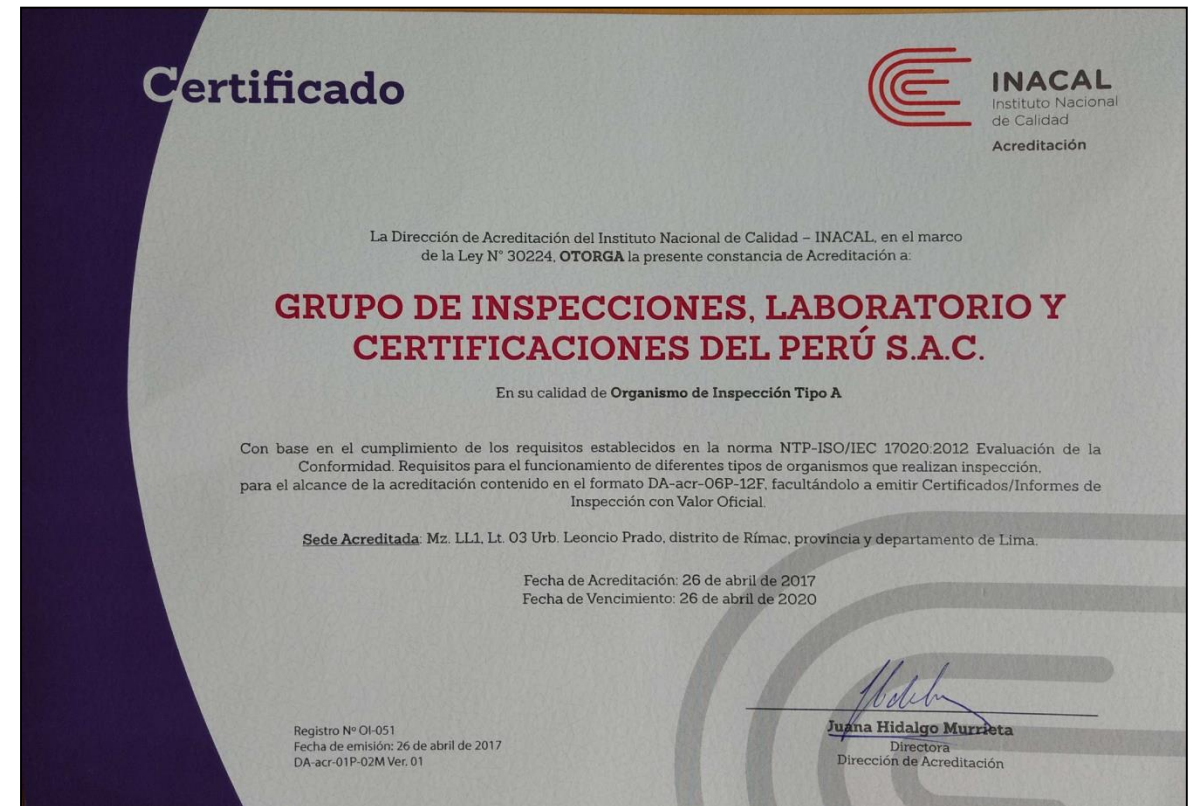 Certificado
INACAL
Instituto Nacional
de Calidad
Acreditación
La Dirección de Acreditación del Instituto Nacional de Calidad – INACAL, en el marco
de la Ley N° 30224, OTORGA la presente constancia de Acreditación a:
GRUPO DE INSPECCIONES, LABORATORIO Y
CERTIFICACIONES DEL PERÚ S.A.C.
En su calidad de Organismo de Inspección Tipo A
Con base en el cumplimiento de los requisitos establecidos en la norma NTP-ISO/IEC 17020:2012 Evaluación de la
Conformidad. Requisitos para el funcionamiento de diferentes tipos de organismos que realizan inspección,
para el alcance de la acreditación contenido en el formato DA-acr-06P-12F, facultándolo a emitir Certificados/Informes de
Inspección con Valor Oficial.
Sede Acreditada: Mz. LL1, Lt. 03 Urb. Leoncio Prado, distrito de Rímac, provincia y departamento de Lima.
Fecha de Acreditación: 26 de abril de 2017
Fecha de Vencimiento: 26 de abril de 2020
Registro Nº OI-051
Fecha de emisión: 26 de abril de 2017
DA-acr-01P-02M Ver. 01
Juana Hidalgo Murrieta
Directora
Dirección de Acreditación